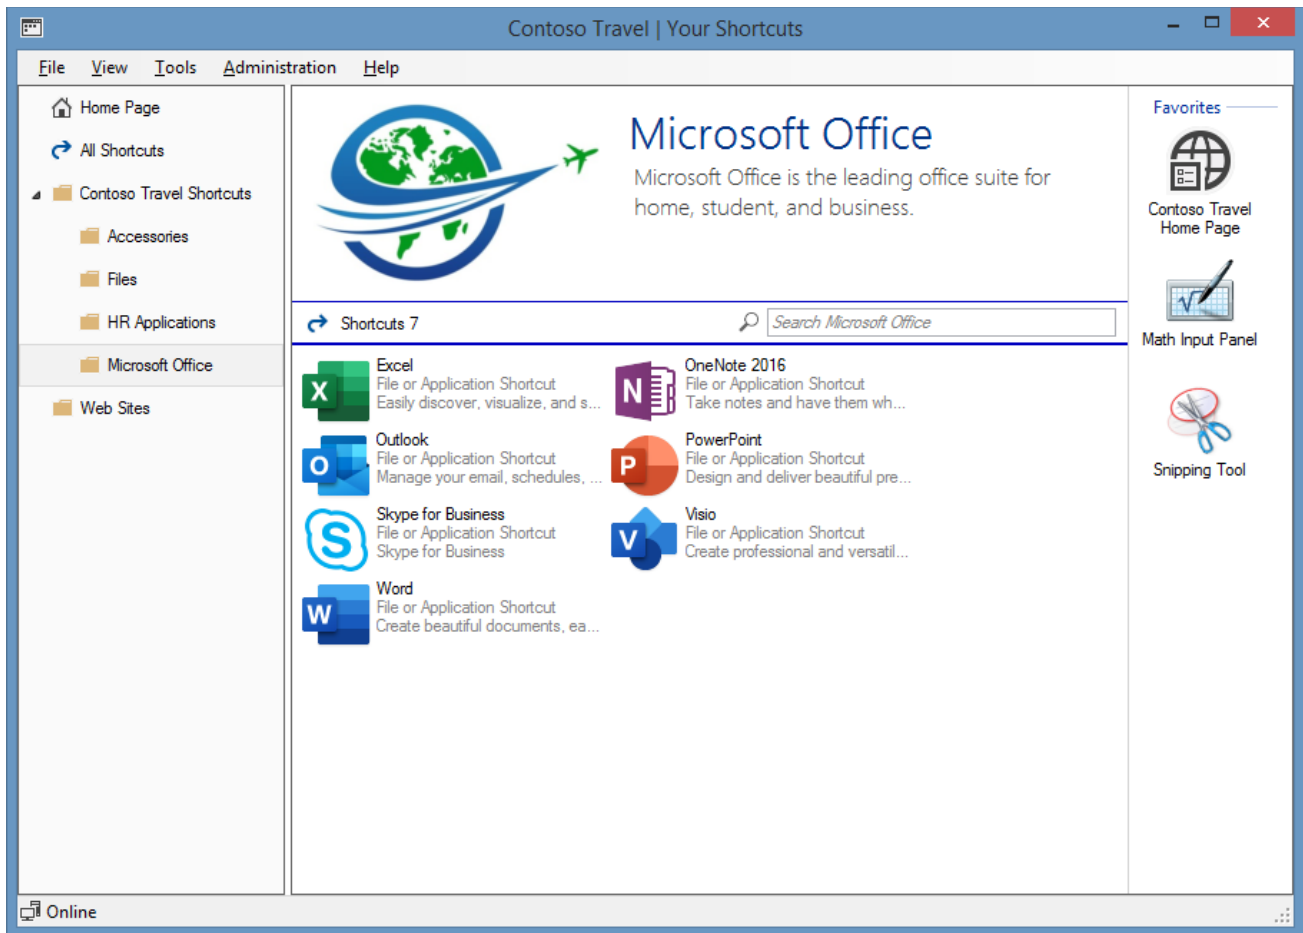 Contoso Travel | Your Shortcuts
File View Tools Administration Help
Home Page
All Shortcuts
Contoso Travel Shortcuts
Accessories
Files
HR Applications
Microsoft Office
Web Sites
Microsoft Office
Microsoft Office is the leading office suite for
home, student, and business.
Shortcuts 7
Search Microsoft Office
X
Excel
File or Application Shortcut
Easily discover, visualize, and s...
N
OneNote 2016
File or Application Shortcut
Take notes and have them wh...
O
Outlook
File or Application Shortcut
Manage your email, schedules, ...
P
PowerPoint
File or Application Shortcut
Design and deliver beautiful pre...
S
Skype for Business
File or Application Shortcut
Skype for Business
V
Visio
File or Application Shortcut
Create professional and versatil...
W
Word
File or Application Shortcut
Create beautiful documents, ea...
Favorites
Contoso Travel
Home Page
Math Input Panel
Snipping Tool
Online